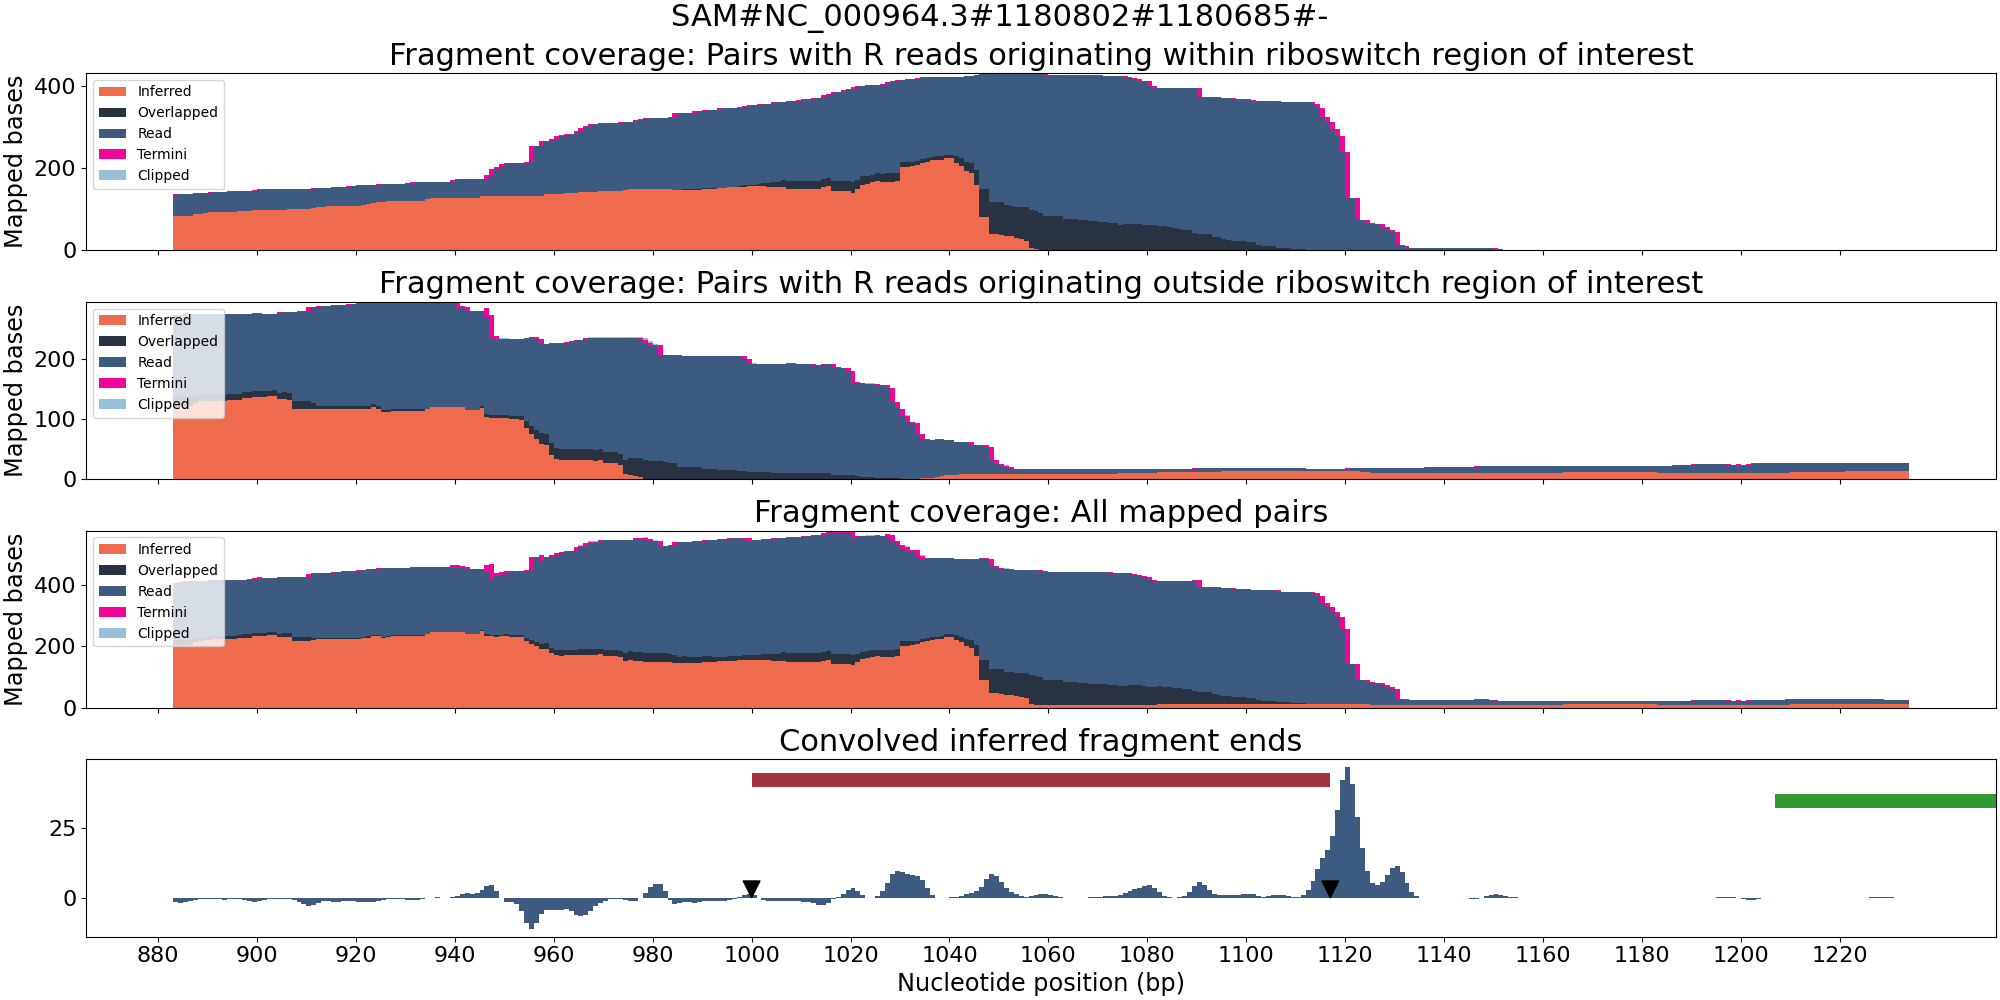 SAM#NC_000964.3#1180802#1180685#-
Fragment coverage: Pairs with R reads originating within riboswitch region of interest
Mapped bases
400
200
0
Inferred
Overlapped
Read
Termini
Clipped
Fragment coverage: Pairs with R reads originating outside riboswitch region of interest
Mapped bases
200
100
0
Inferred
Overlapped
Read
Termini
Clipped
Fragment coverage: All mapped pairs
Mapped bases
400
200
0
Inferred
Overlapped
Read
Termini
Clipped
Convolved inferred fragment ends
25
0
880 900 920 940 960 980 1000 1020 1040 1060 1080 1100 1120 1140 1160 1180 1200 1220
Nucleotide position (bp)